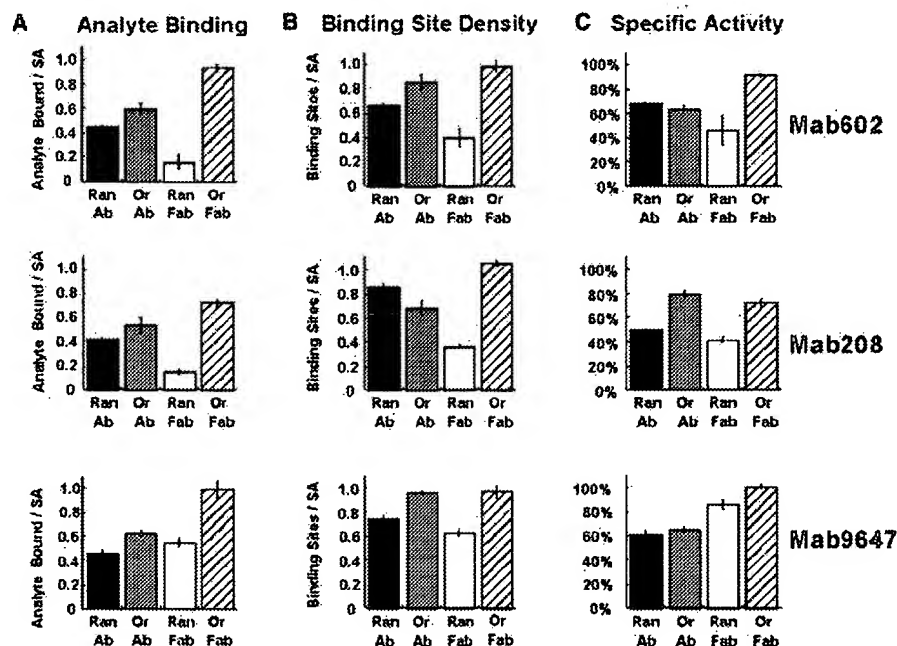 A Analyte Binding
B Binding Site Density
C Specific Activity
Analyte Bound / SA
1.0
0.8
0.6
0.4
0.2
0
Ran Or Ran Or
Ab Ab Fab Fab
Binding Sites / SA
1.0
0.8
0.6
0.4
0.2
0
Ran Or Ran Or
Ab Ab Fab Fab
100%
80%
60%
40%
20%
0%
Ran Or Ran Or
Ab Ab Fab Fab
Mab602
Analyte Bound / SA
1.0
0.8
0.6
0.4
0.2
0
Ran Or Ran Or
Ab Ab Fab Fab
Binding Sites / SA
1.0
0.8
0.6
0.4
0.2
0
Ran Or Ran Or
Ab Ab Fab Fab
100%
80%
60%
40%
20%
0%
Ran Or Ran Or
Ab Ab Fab Fab
Mab208
Analyte Bound / SA
1.0
0.8
0.6
0.4
0.2
0
Ran Or Ran Or
Ab Ab Fab Fab
Binding Sites / SA
1.0
0.8
0.6
0.4
0.2
0
Ran Or Ran Or
Ab Ab Fab Fab
100%
80%
60%
40%
20%
0%
Ran Or Ran Or
Ab Ab Fab Fab
Mab9647